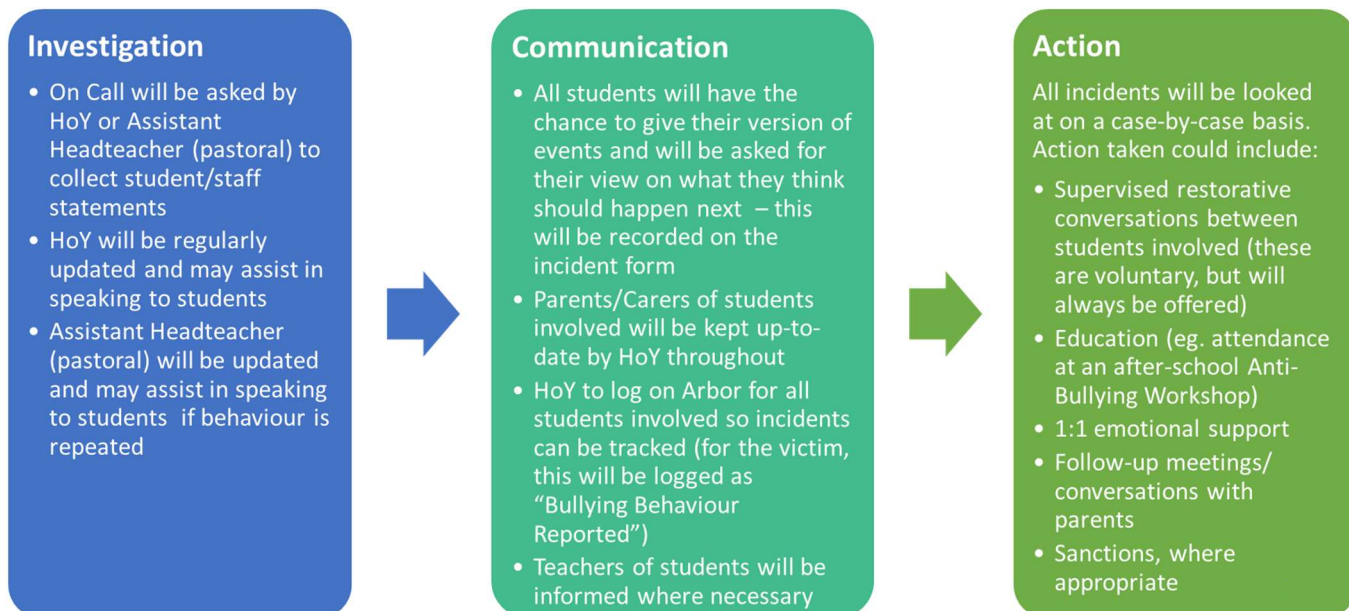 Investigation
• On Call will be asked by
HoY or Assistant
Headteacher (pastoral) to
collect student/staff
statements
• HoY will be regularly
updated and may assist in
speaking to students
• Assistant Headteacher
(pastoral) will be updated
and may assist in speaking
to students  if behaviour is
repeated
Communication
• All students will have the
chance to give their version of
events and will be asked for
their view on what they think
should happen next  – this
will be recorded on the
incident form
• Parents/Carers of students
involved will be kept up-to-
date by HoY throughout
• HoY to log on Arbor for all
students involved so incidents
can be tracked (for the victim,
this will be logged as
“Bullying Behaviour
Reported”)
• Teachers of students will be
informed where necessary
Action
All incidents will be looked
at on a case-by-case basis.
Action taken could include:
• Supervised restorative
conversations between
students involved (these
are voluntary, but will
always be offered)
• Education (eg. attendance
at an after-school Anti-
Bullying Workshop)
• 1:1 emotional support
• Follow-up meetings/
conversations with
parents
• Sanctions, where
appropriate